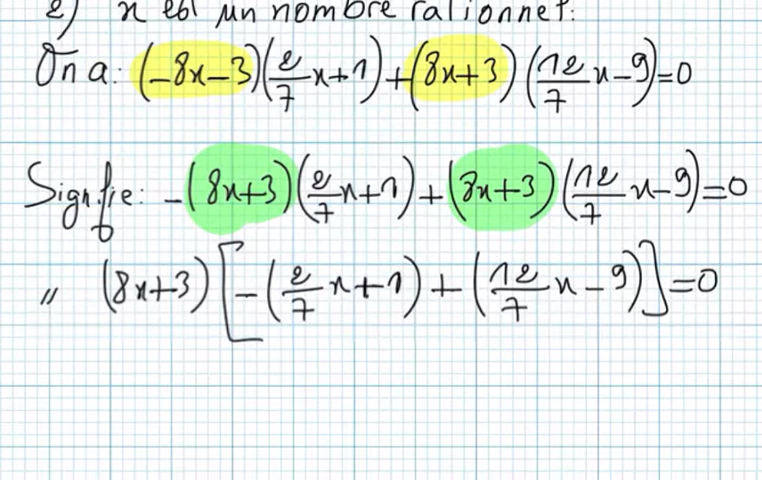 2) x est un nombre rationnel:
On a: (-8x-3)(2/7 x+1)+(8x+3)(12/7 x-9)=0
Signifie: -(8x+3)(2/7 x+1)+(8x+3)(12/7 x-9)=0
" (8x+3)[-(2/7 x+1)+(12/7 x-9)]=0